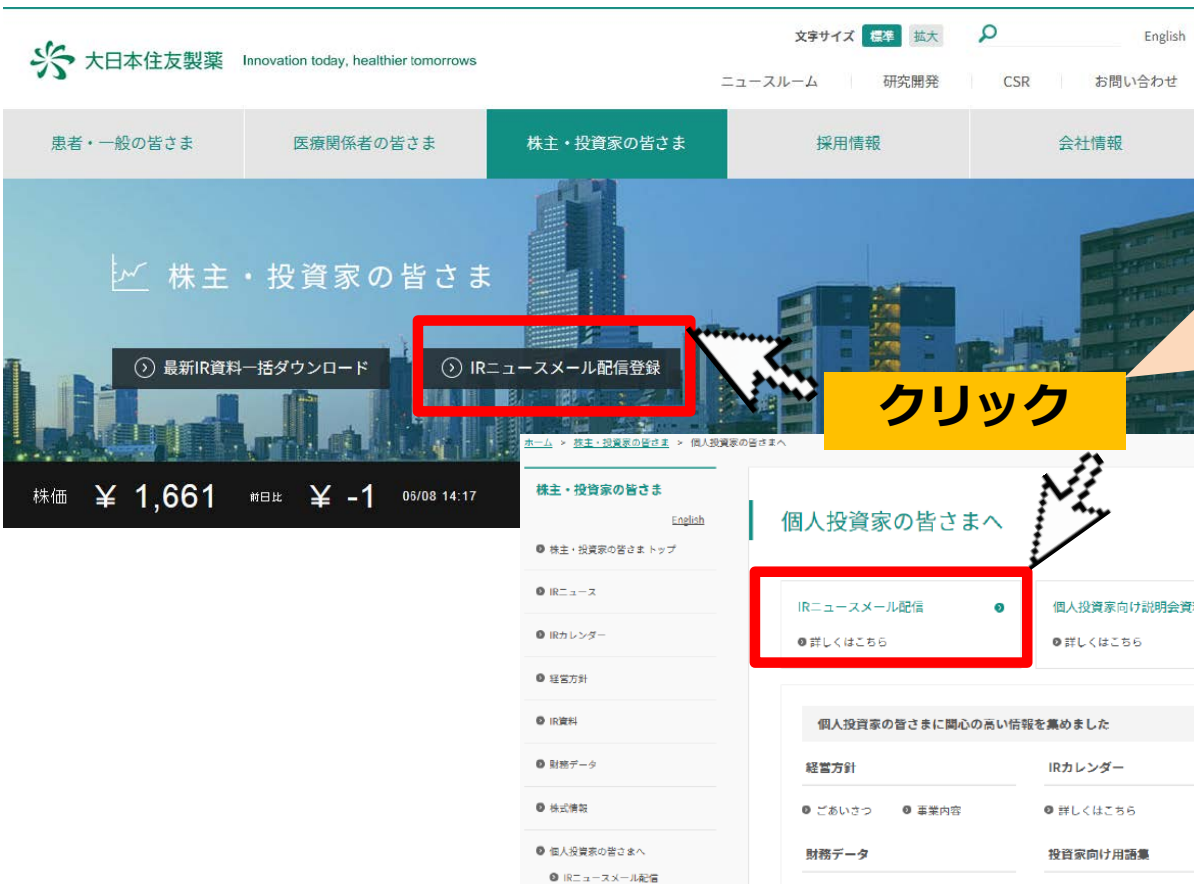 文字サイズ 標準 拡大 English
大日本住友製薬 Innovation today, healthier tomorrows
ニュースルーム 研究開発 CSR お問い合わせ
患者・一般の皆さま 医療関係者の皆さま 株主・投資家の皆さま 採用情報 会社情報
株主・投資家の皆さま
最新IR資料一括ダウンロード IRニュースメール配信登録
クリック
ホーム > 株主・投資家の皆さま > 個人投資家の皆さまへ
株価 ¥ 1,661 前日比 ¥ -1 06/08 14:17
株主・投資家の皆さま
English
株主・投資家の皆さま トップ
IRニュース
IRカレンダー
経営方針
IR資料
財務データ
株式情報
個人投資家の皆さまへ
IRニュースメール配信
個人投資家の皆さまへ
IRニュースメール配信 個人投資家向け説明会資
詳しくはこちら 詳しくはこちら
個人投資家の皆さまに関心の高い情報を集めました
経営方針 IRカレンダー
ごあいさつ 事業内容 詳しくはこちら
財務データ 投資家向け用語集